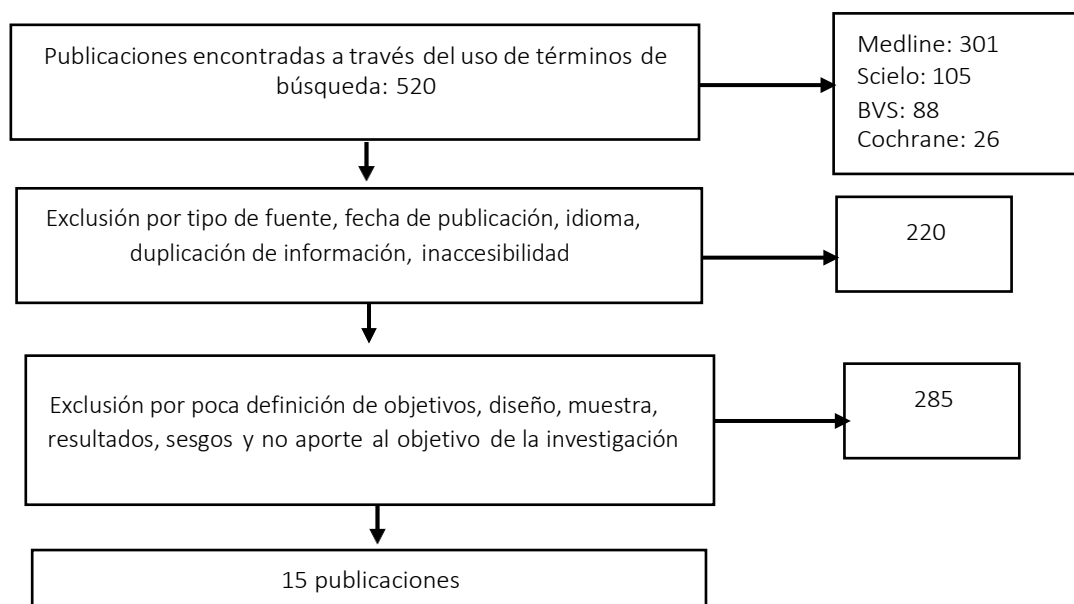 Publicaciones encontradas a través del uso de términos de
búsqueda: 520
Medline: 301
Scielo: 105
BVS: 88
Cochrane: 26
Exclusión por tipo de fuente, fecha de publicación, idioma,
duplicación de información, inaccesibilidad
220
Exclusión por poca definición de objetivos, diseño, muestra,
resultados, sesgos y no aporte al objetivo de la investigación
285
15 publicaciones